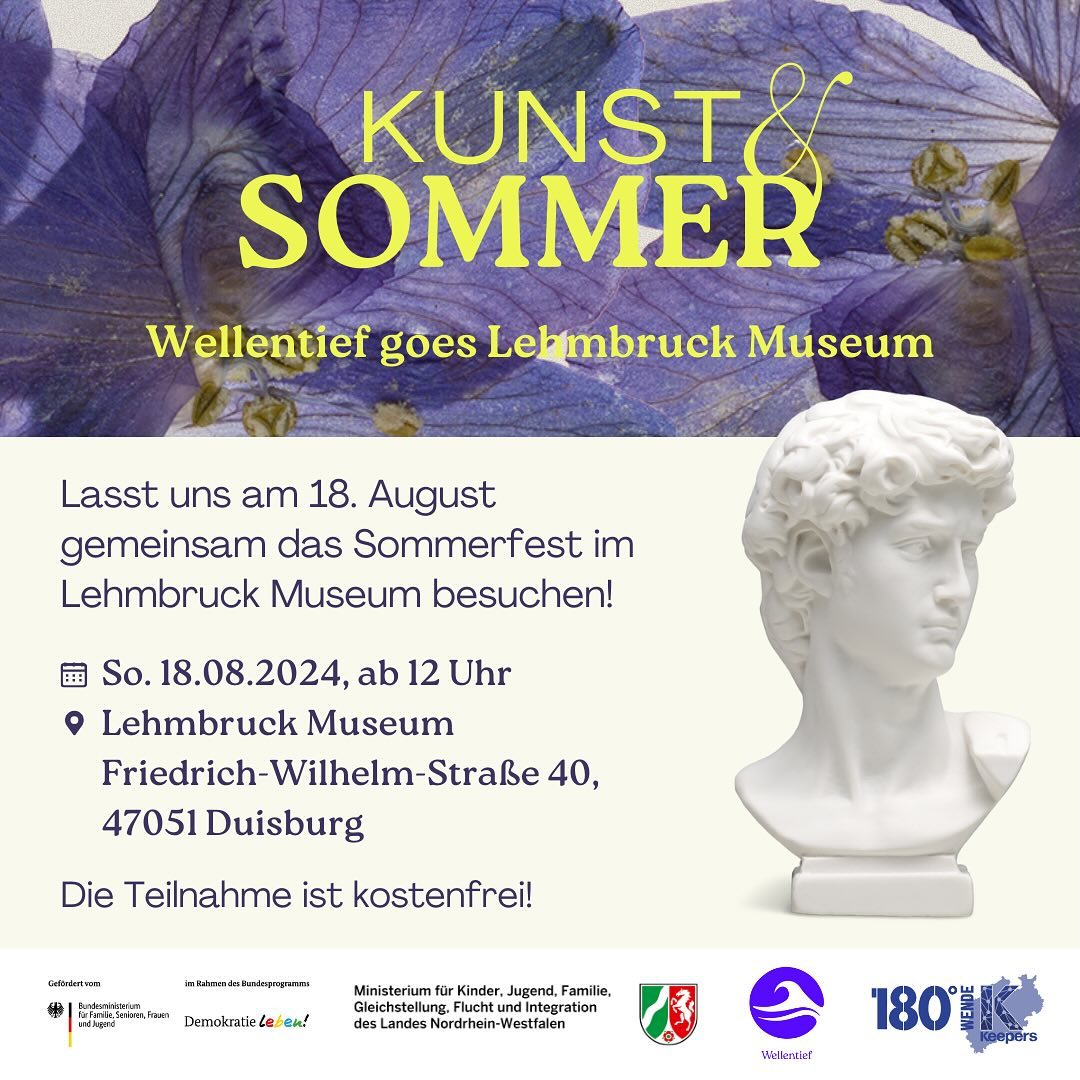 KUNST &
SOMMER
Wellentief goes Lehmbruck Museum
Lasst uns am 18. August
gemeinsam das Sommerfest im
Lehmbruck Museum besuchen!
So. 18.08.2024, ab 12 Uhr
Lehmbruck Museum
Friedrich-Wilhelm-Straße 40,
47051 Duisburg
Die Teilnahme ist kostenfrei!
Gefördert vom
Bundesministerium
für Familie, Senioren, Frauen
und Jugend
im Rahmen des Bundesprogramms
Demokratie leben!
Ministerium für Kinder, Jugend, Familie,
Gleichstellung, Flucht und Integration
des Landes Nordrhein-Westfalen
Wellentief
180° WENDE
K
Keepers